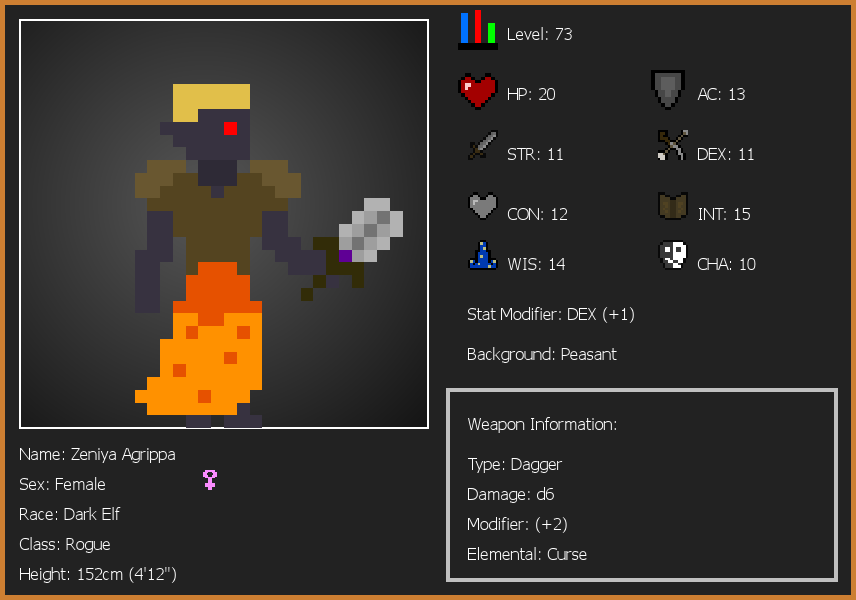 Level: 73
HP: 20
AC: 13
STR: 11
DEX: 11
CON: 12
INT: 15
WIS: 14
CHA: 10
Stat Modifier: DEX (+1)
Background: Peasant
Weapon Information:
Type: Dagger
Damage: d6
Modifier: (+2)
Elemental: Curse
Name: Zeniya Agrippa
Sex: Female
Race: Dark Elf
Class: Rogue
Height: 152cm (4'12")